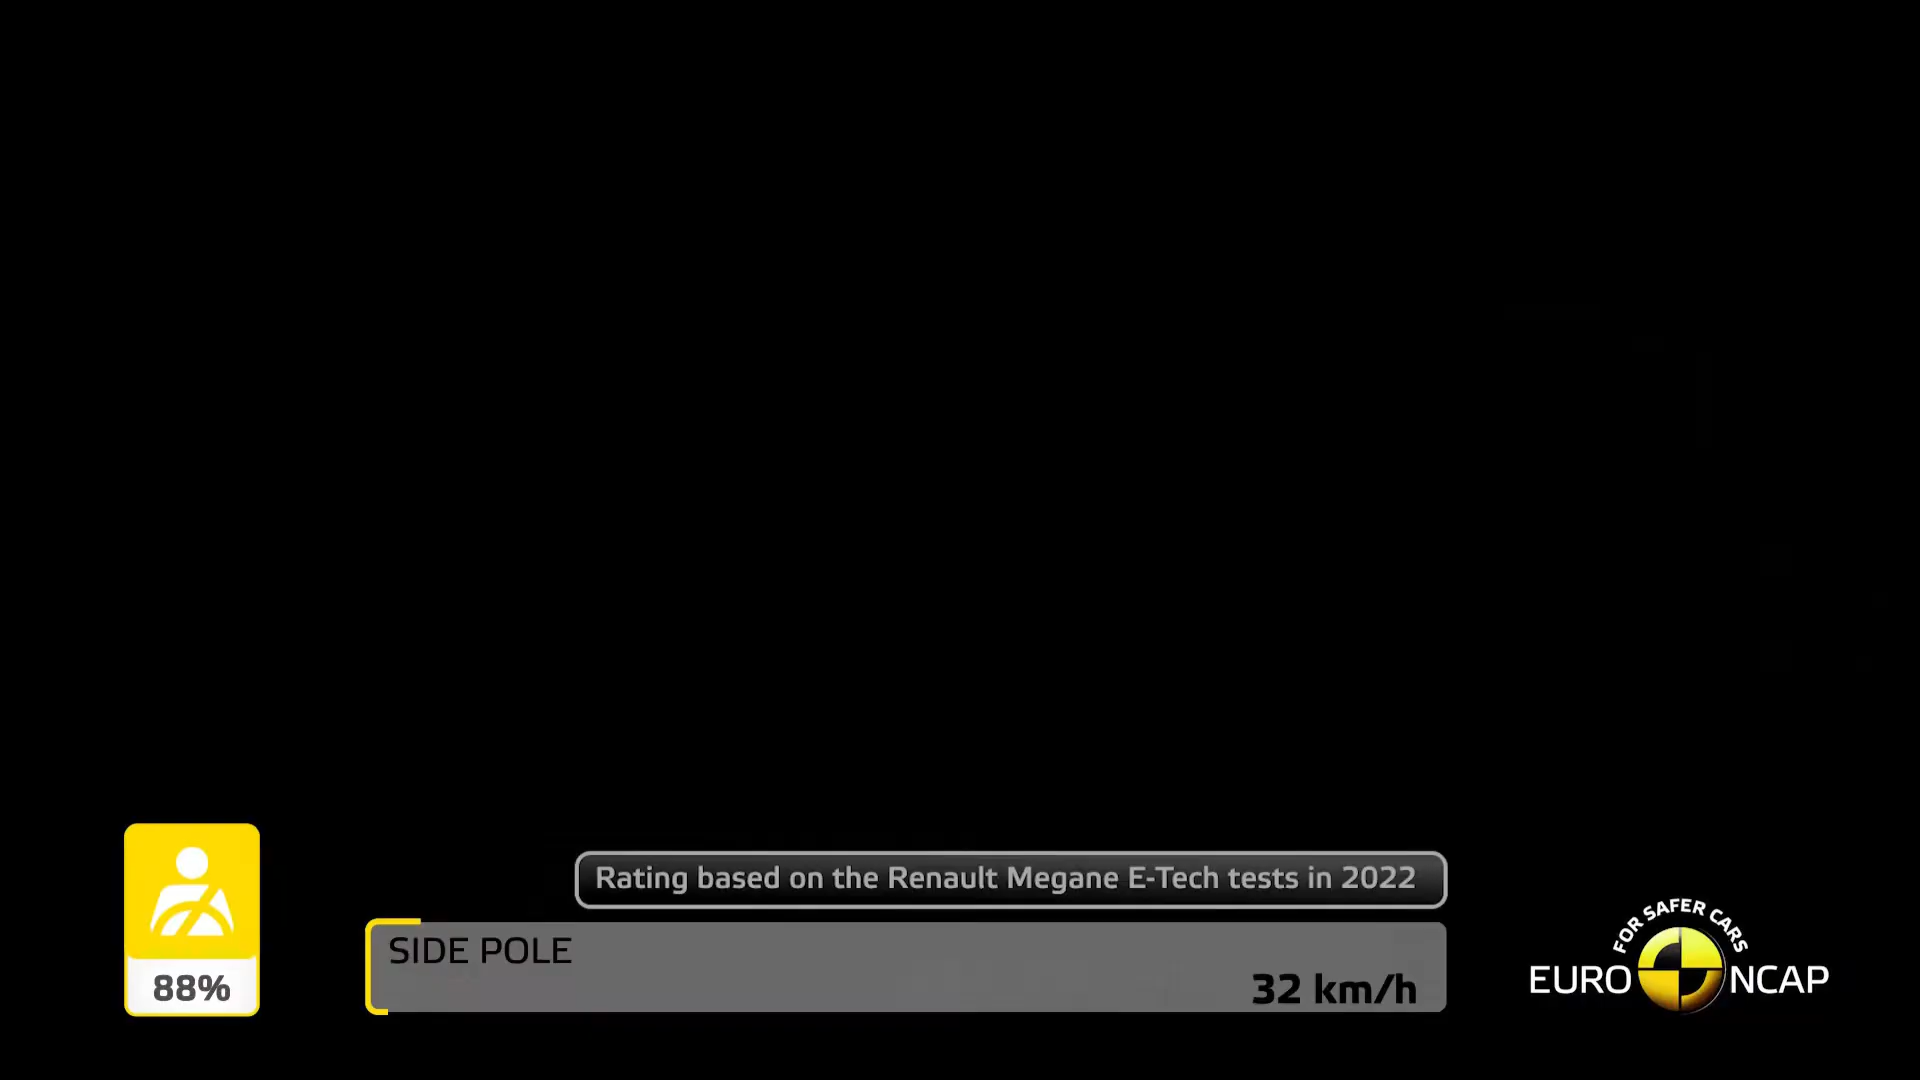 Rating based on the Renault Megane E-Tech tests in 2022
SIDE POLE
32 km/h
88%
FOR SAFER CARS
EURO NCAP